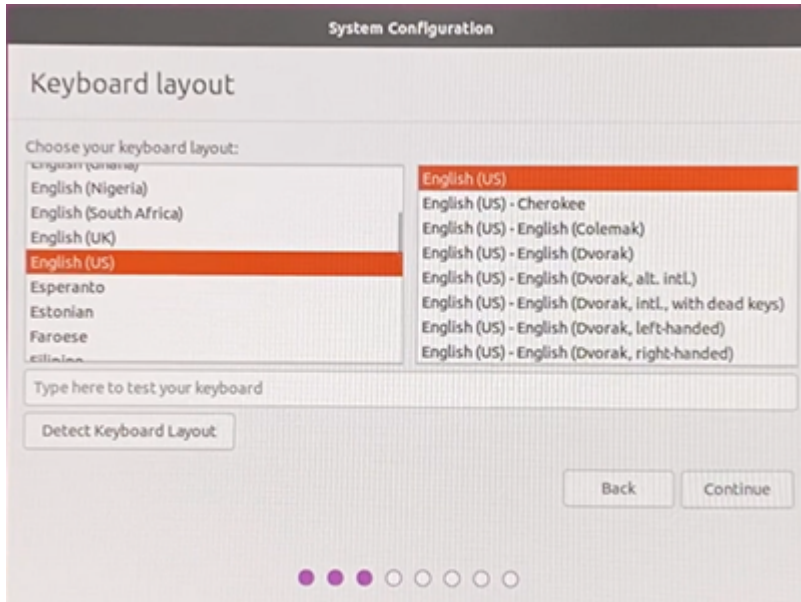 System Configuration
Keyboard layout
Choose your keyboard layout:
English (Ghana)
English (Nigeria)
English (South Africa)
English (UK)
English (US)
Esperanto
Estonian
Faroese
Filipino
English (US)
English (US) - Cherokee
English (US) - English (Colemak)
English (US) - English (Dvorak)
English (US) - English (Dvorak, alt. intl.)
English (US) - English (Dvorak, intl., with dead keys)
English (US) - English (Dvorak, left-handed)
English (US) - English (Dvorak, right-handed)
Type here to test your keyboard
Detect Keyboard Layout
Back
Continue